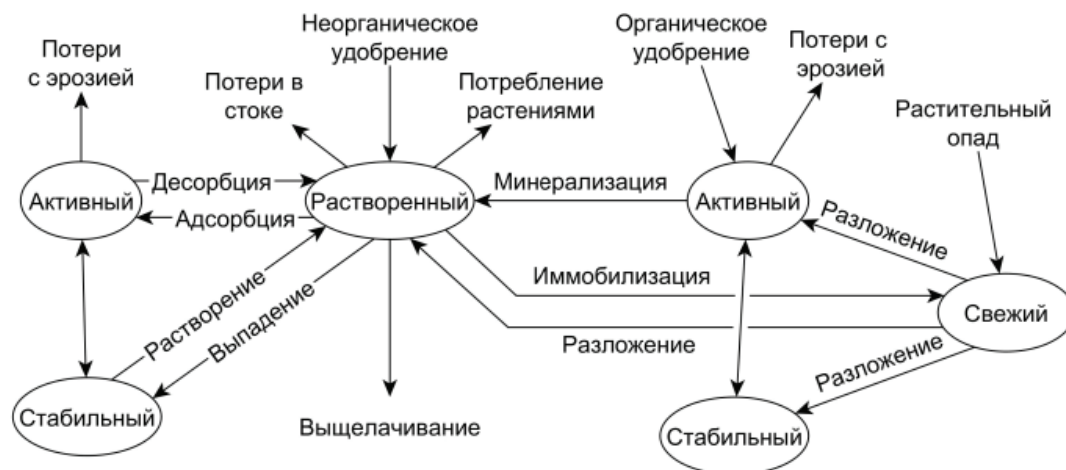 Неорганическое
удобрение
Органическое
удобрение
Потери
с эрозией
Потери с
эрозией
Потери в
стоке
Потребление
растениями
Растительный
опад
Активный
Десорбция
Адсорбция
Растворенный
Минерализация
Активный
Разложение
Растворение
Выпадение
Иммобилизация
Свежий
Разложение
Разложение
Стабильный
Выщелачивание
Стабильный